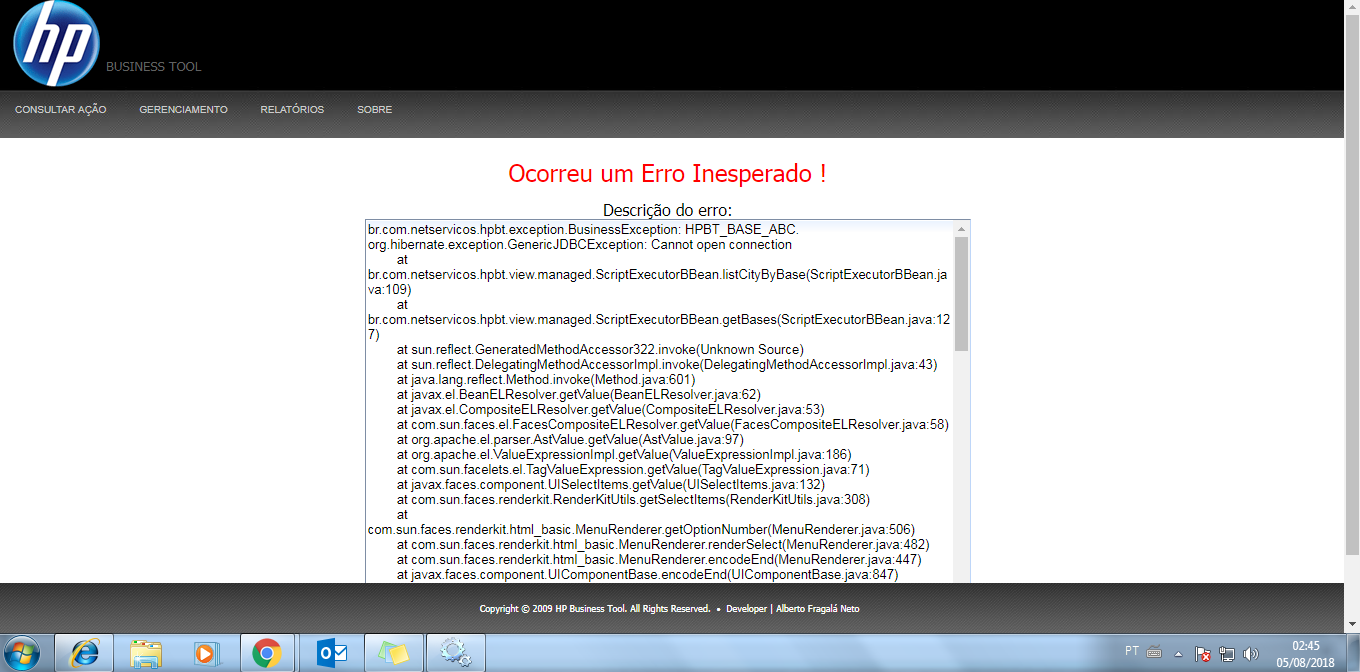 hp
BUSINESS TOOL
CONSULTAR AÇÃO GERENCIAMENTO RELATÓRIOS SOBRE
Ocorreu um Erro Inesperado !
Descrição do erro:
br.com.netservicos.hpbt.exception.BusinessException: HPBT_BASE_ABC.
org.hibernate.exception.GenericJDBCException: Cannot open connection
at
br.com.netservicos.hpbt.view.managed.ScriptExecutorBBean.listCityByBase(ScriptExecutorBBean.ja
va:109)
at
br.com.netservicos.hpbt.view.managed.ScriptExecutorBBean.getBases(ScriptExecutorBBean.java:12
7)
at sun.reflect.GeneratedMethodAccessor322.invoke(Unknown Source)
at sun.reflect.DelegatingMethodAccessorImpl.invoke(DelegatingMethodAccessorImpl.java:43)
at java.lang.reflect.Method.invoke(Method.java:601)
at javax.el.BeanELResolver.getValue(BeanELResolver.java:62)
at javax.el.CompositeELResolver.getValue(CompositeELResolver.java:53)
at com.sun.faces.el.FacesCompositeELResolver.getValue(FacesCompositeELResolver.java:58)
at org.apache.el.parser.AstValue.getValue(AstValue.java:97)
at org.apache.el.ValueExpressionImpl.getValue(ValueExpressionImpl.java:186)
at com.sun.facelets.el.TagValueExpression.getValue(TagValueExpression.java:71)
at javax.faces.component.UISelectItems.getValue(UISelectItems.java:132)
at com.sun.faces.renderkit.RenderKitUtils.getSelectItems(RenderKitUtils.java:308)
at
com.sun.faces.renderkit.html_basic.MenuRenderer.getOptionNumber(MenuRenderer.java:506)
at com.sun.faces.renderkit.html_basic.MenuRenderer.renderSelect(MenuRenderer.java:482)
at com.sun.faces.renderkit.html_basic.MenuRenderer.encodeEnd(MenuRenderer.java:447)
at javax.faces.component.UIComponentBase.encodeEnd(UIComponentBase.java:847)
Copyright © 2009 HP Business Tool. All Rights Reserved. • Developer | Alberto Fragalá Neto
PT
02:45
05/08/2018